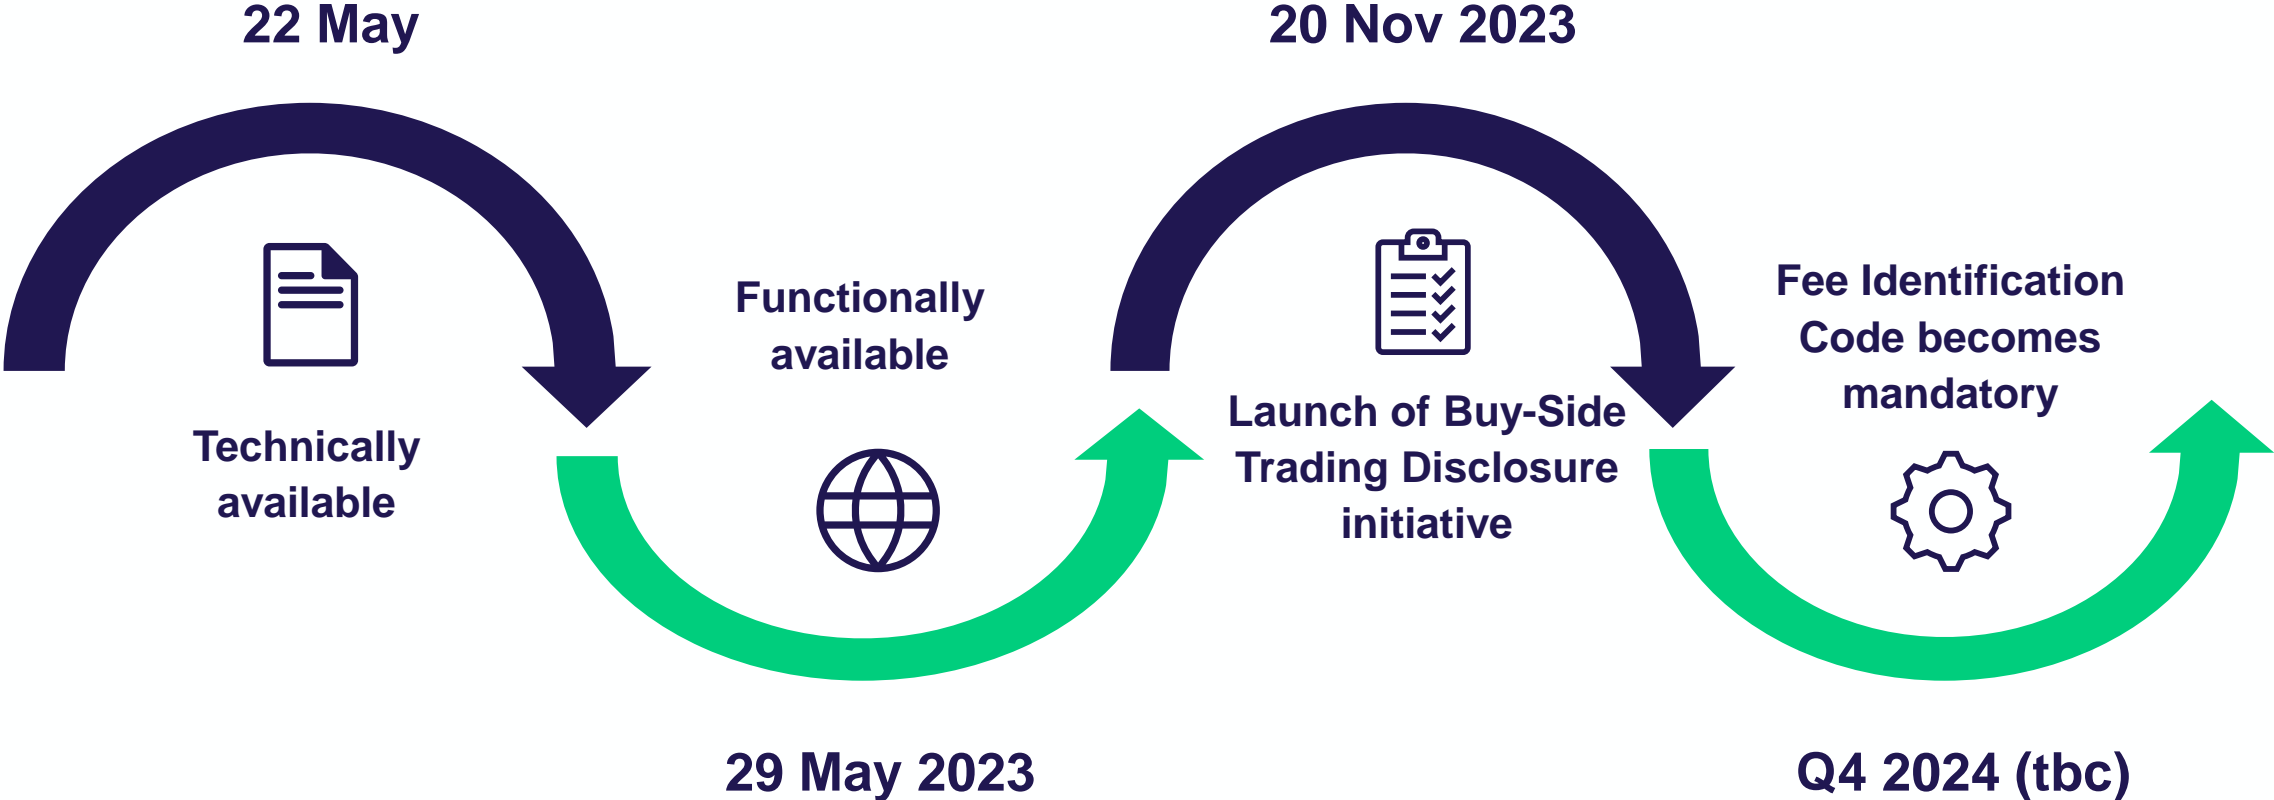 22 May
Technically
available
Functionally
available
29 May 2023
20 Nov 2023
Launch of Buy-Side
Trading Disclosure
initiative
Fee Identification
Code becomes
mandatory
Q4 2024 (tbc)